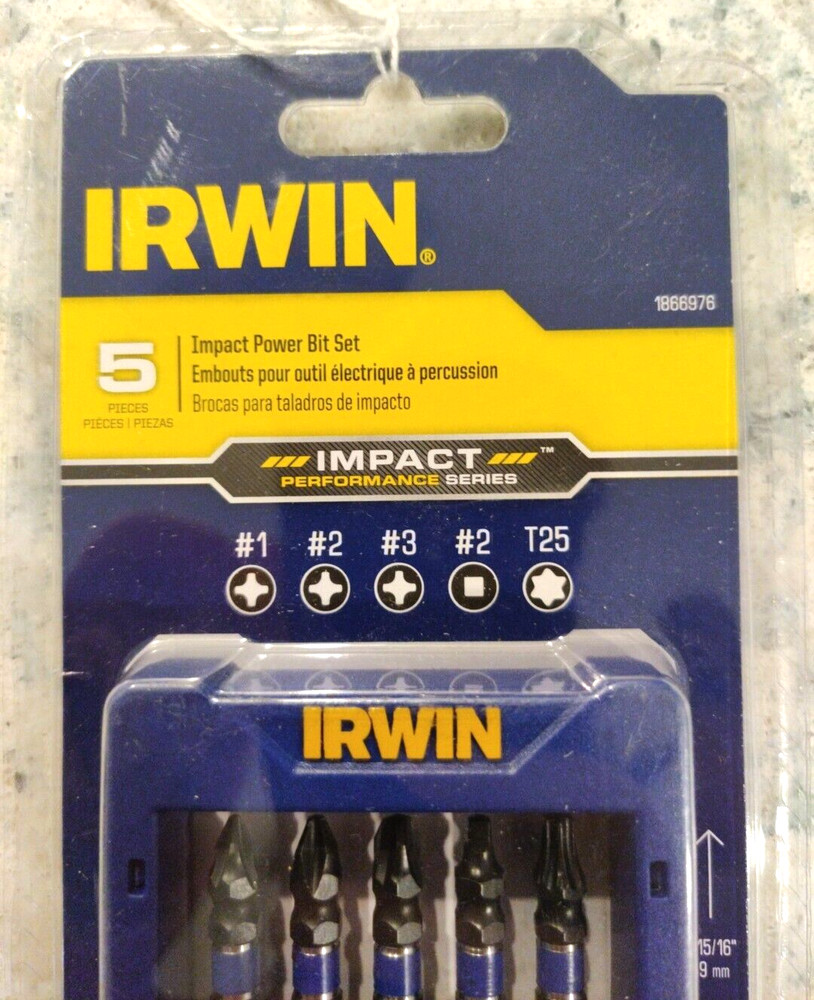 IRWIN®
1866976
5
PIECES
PIÈCES | PIEZAS
Impact Power Bit Set
Embouts pour outil électrique à percussion
Brocas para taladros de impacto
IMPACT™
PERFORMANCE SERIES
#1 #2 #3 #2 T25
IRWIN
15/16"
9 mm